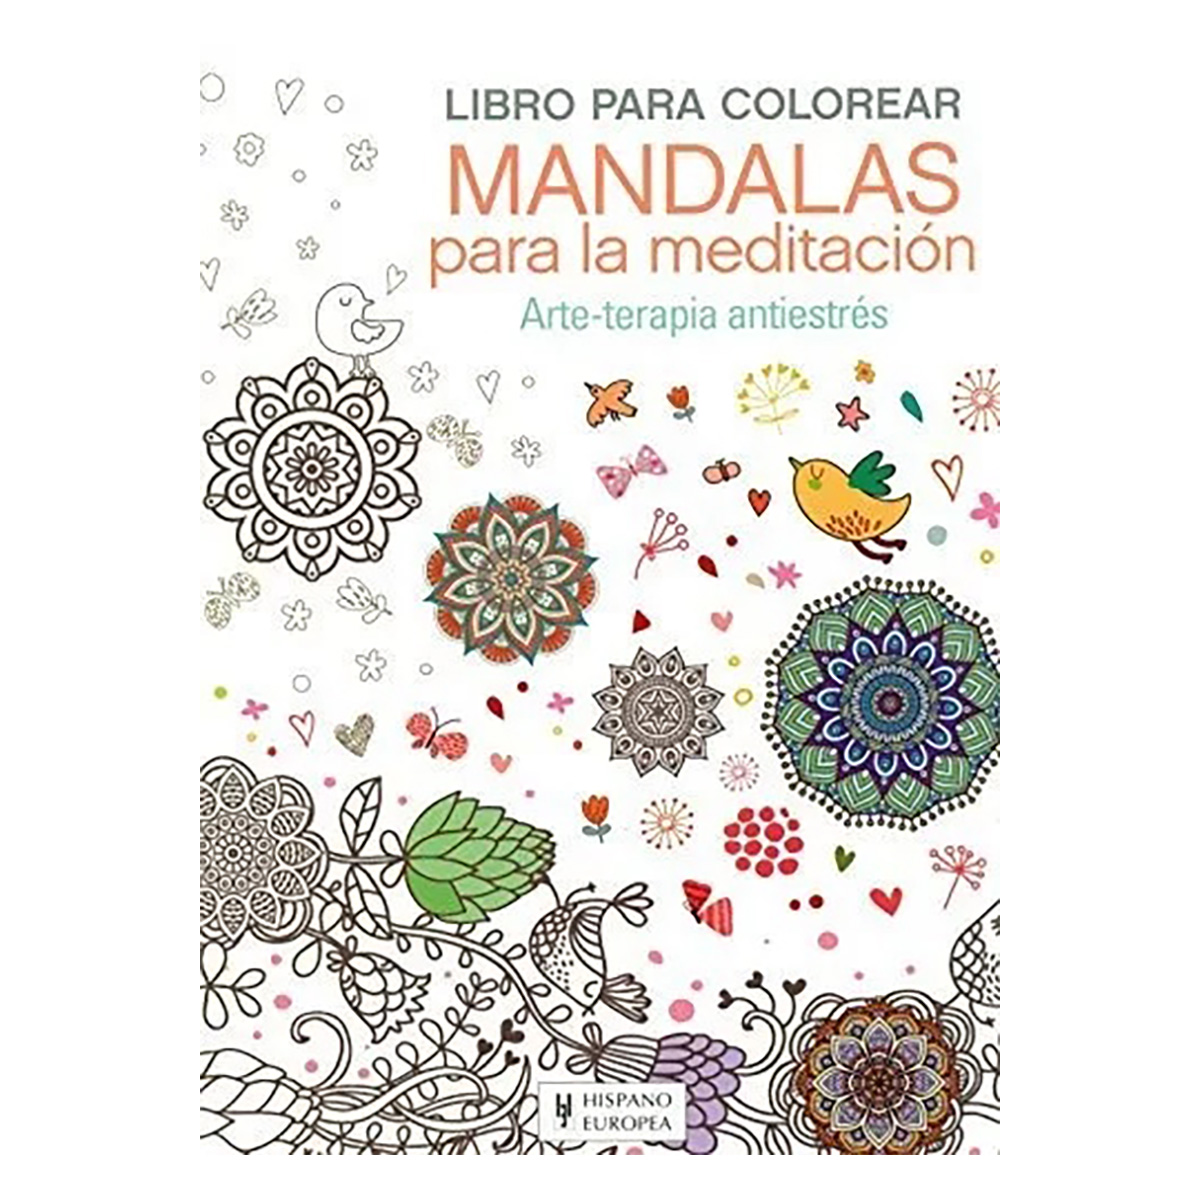 LIBRO PARA COLOREAR
MANDALAS
para la meditación
Arte-terapia antiestrés
HISPANO
EUROPEA